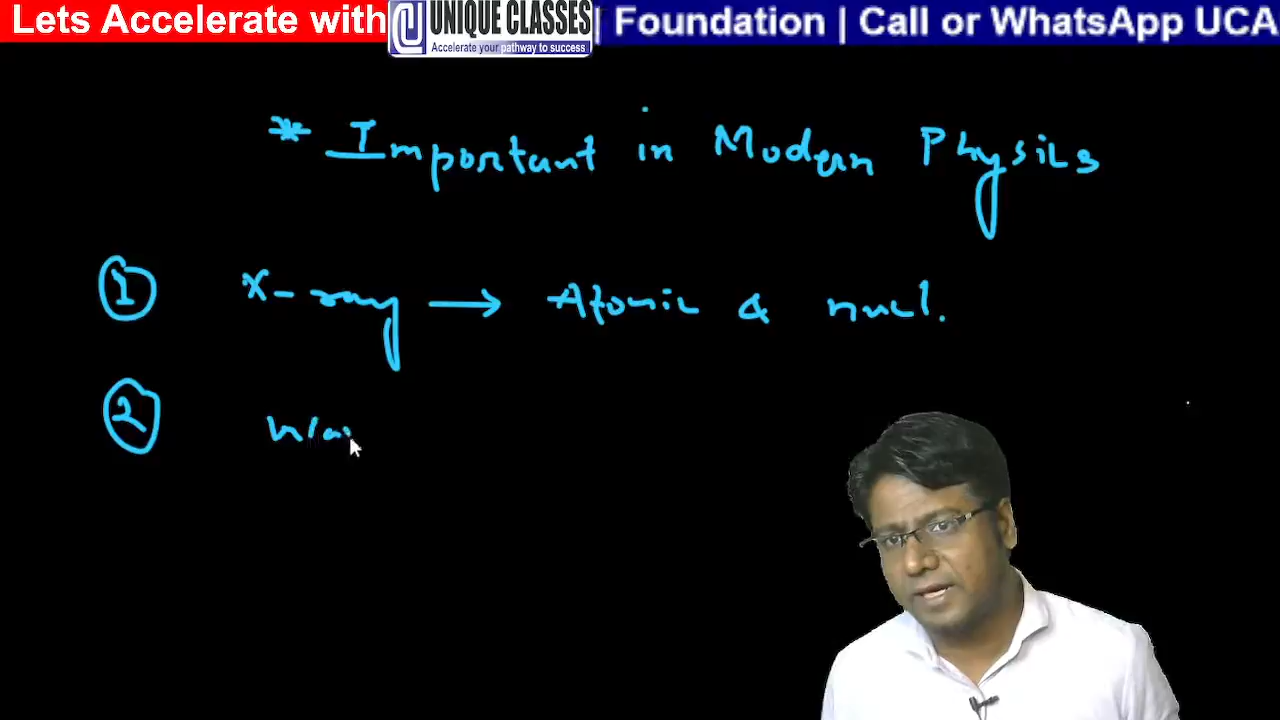 Lets Accelerate with UNIQUE CLASSES | Foundation | Call or WhatsApp UCA
Accelerate your pathway to success
* Important in Modern Physics
1 X-ray → Atomic & nucl.
2